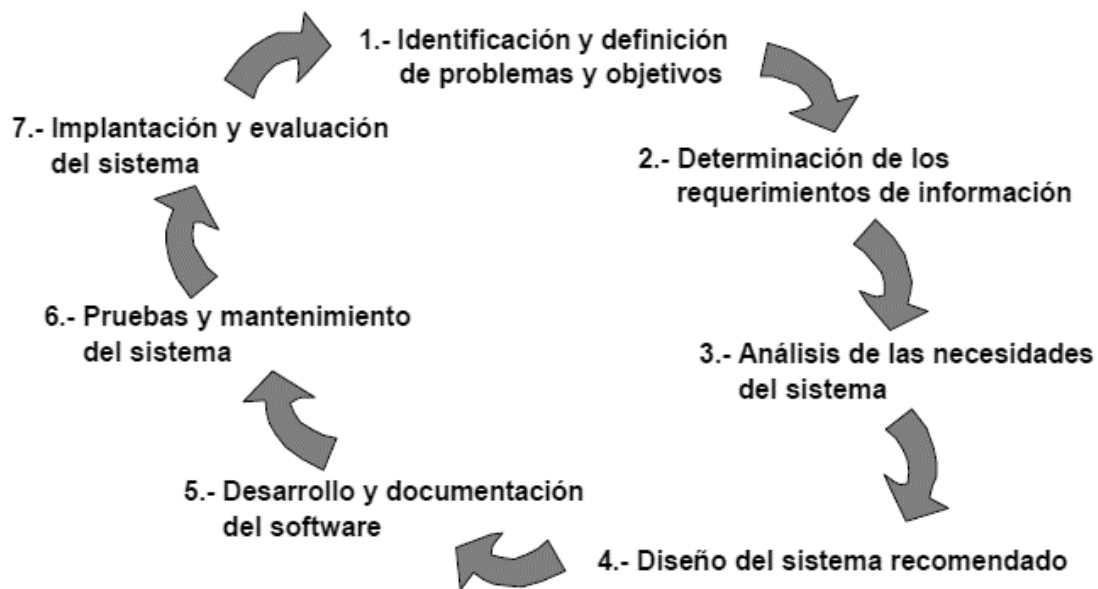 1.- Identificación y definición
de problemas y objetivos
2.- Determinación de los
requerimientos de información
3.- Análisis de las necesidades
del sistema
4.- Diseño del sistema recomendado
5.- Desarrollo y documentación
del software
6.- Pruebas y mantenimiento
del sistema
7.- Implantación y evaluación
del sistema